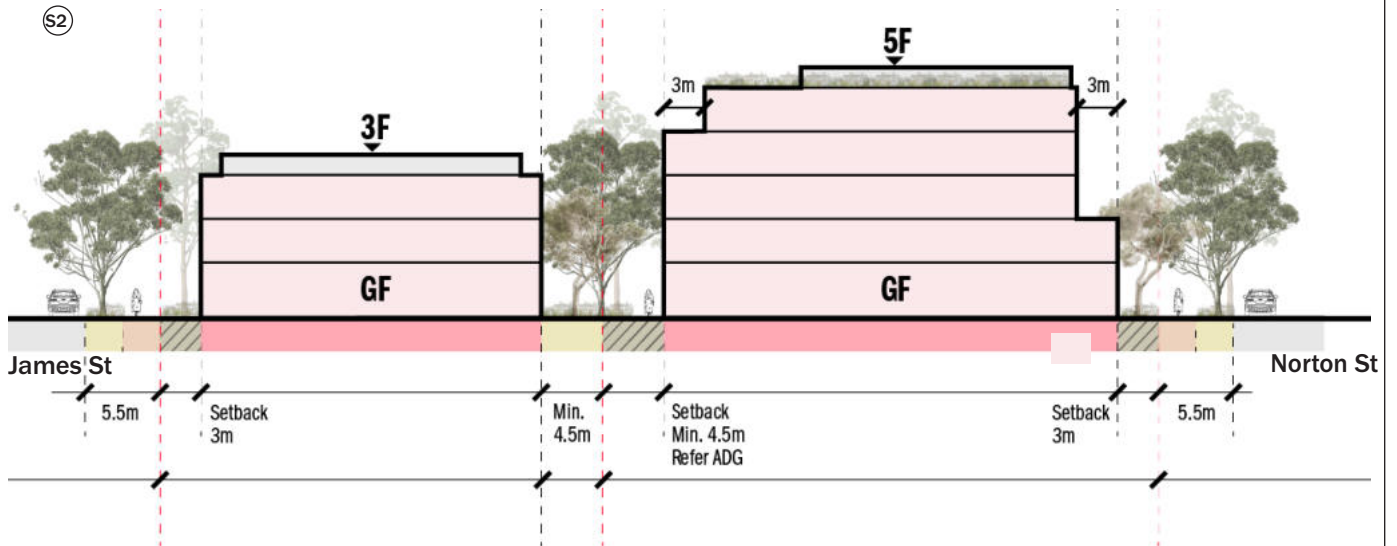 S2
5F
3m
3m
3F
GF
GF
James St
Norton St
5.5m
Setback
3m
Min.
4.5m
Setback
Min. 4.5m
Refer ADG
Setback
3m
5.5m